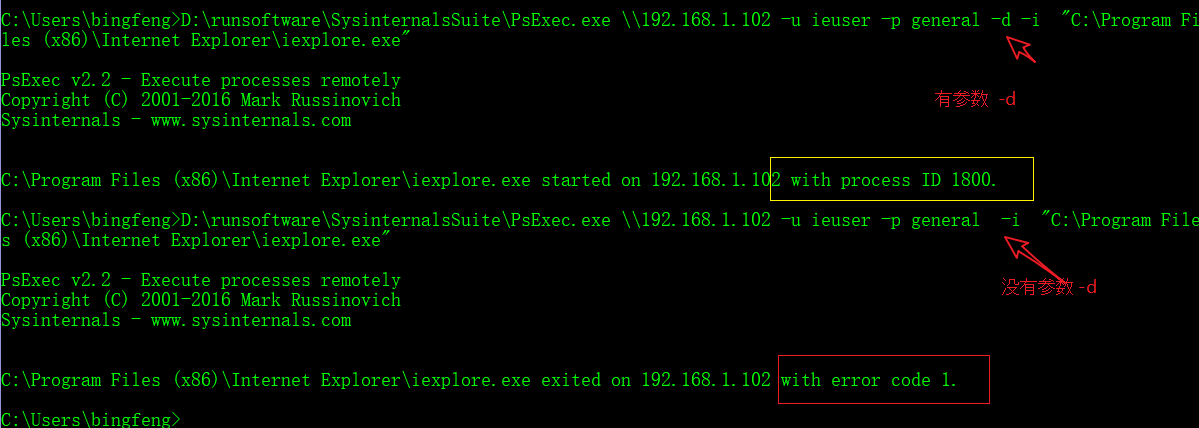 C:\Users\bingfeng>D:\runsoftware\SysinternalsSuite\PsExec.exe \\192.168.1.102 -u ieuser -p general -d -i  "C:\Program Fi
les (x86)\Internet Explorer\iexplore.exe"
PsExec v2.2 - Execute processes remotely
Copyright (C) 2001-2016 Mark Russinovich
有参数 -d
Sysinternals - www.sysinternals.com
C:\Program Files (x86)\Internet Explorer\iexplore.exe started on 192.168.1.102 with process ID 1800.
C:\Users\bingfeng>D:\runsoftware\SysinternalsSuite\PsExec.exe \\192.168.1.102 -u ieuser -p general  -i  "C:\Program File
s (x86)\Internet Explorer\iexplore.exe"
PsExec v2.2 - Execute processes remotely
没有参数 -d
Copyright (C) 2001-2016 Mark Russinovich
Sysinternals - www.sysinternals.com
C:\Program Files (x86)\Internet Explorer\iexplore.exe exited on 192.168.1.102 with error code 1.
C:\Users\bingfeng>